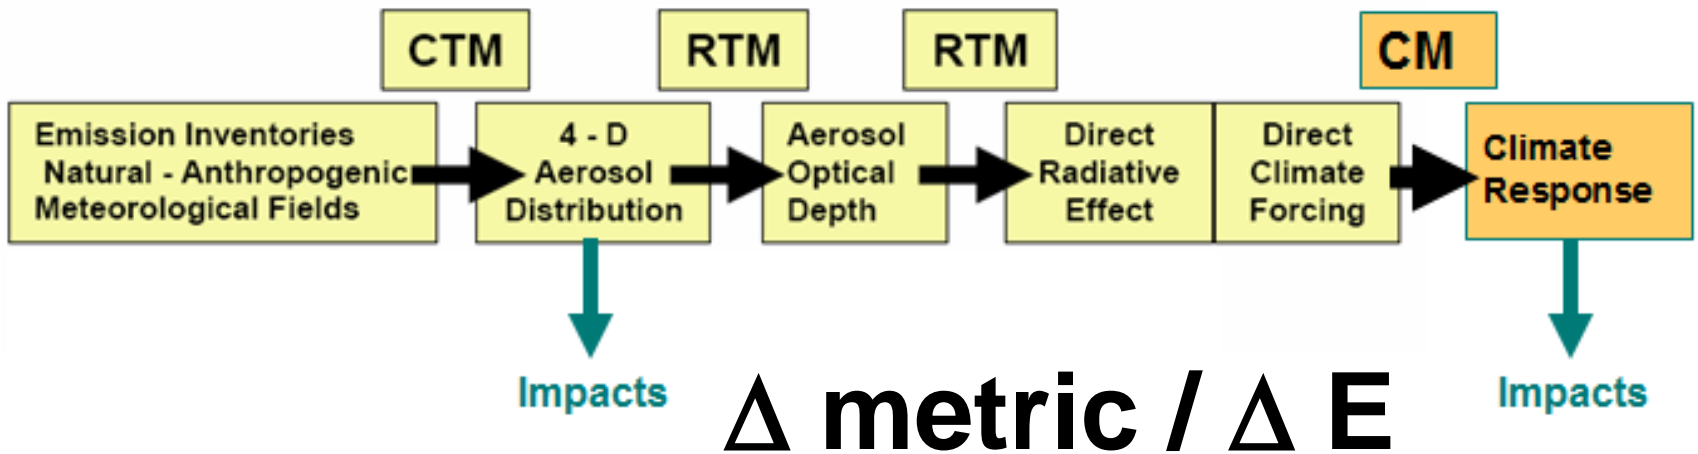 CTM
RTM
RTM
CM
Emission Inventories
Natural - Anthropogenic
Meteorological Fields
4 - D
Aerosol
Distribution
Aerosol
Optical
Depth
Direct
Radiative
Effect
Direct
Climate
Forcing
Climate
Response
Impacts
Δ metric / Δ E
Impacts